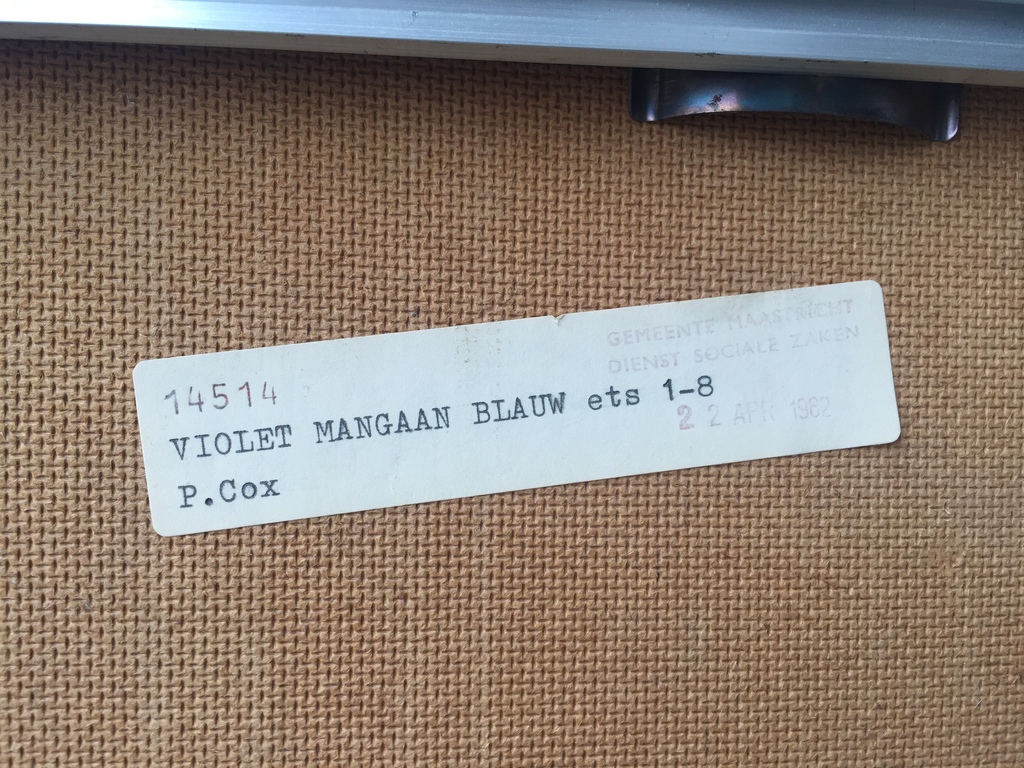 GEMEENTE MAASTRICHT
DIENST SOCIALE ZAKEN
14514
VIOLET MANGAAN BLAUW ets 1-8
22 APR 1982
P.Cox